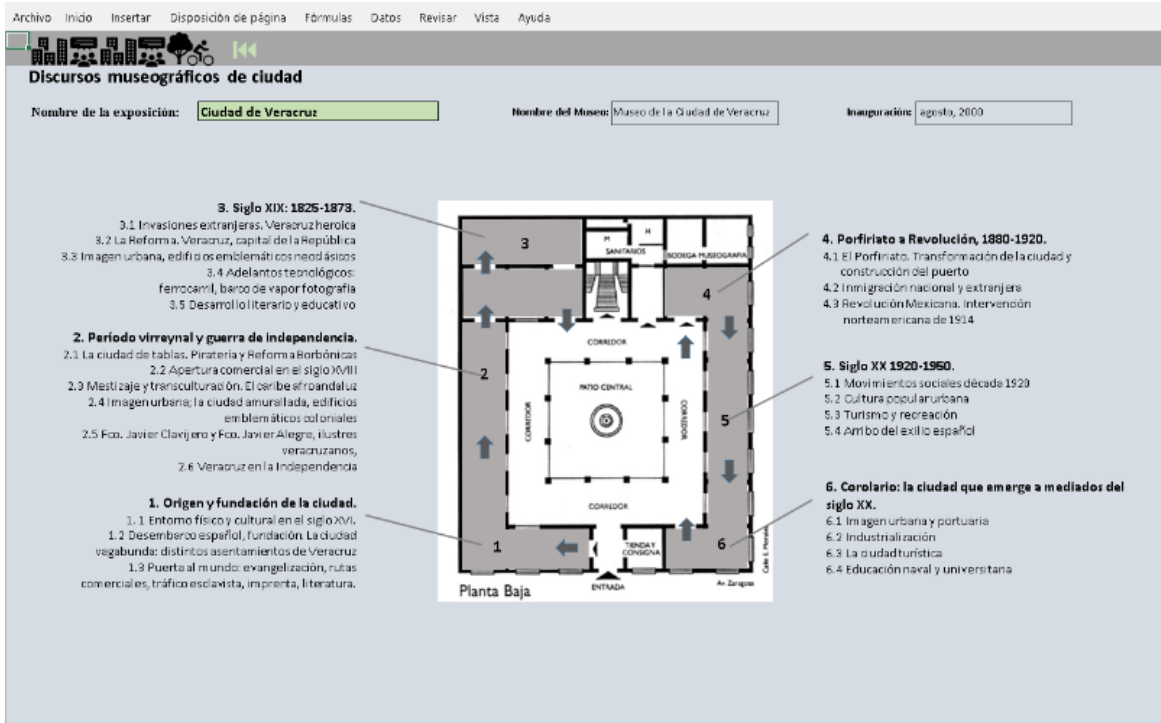 Archivo Inicio Insertar Disposición de página Fórmulas Datos Revisar Vista Ayuda
Discursos museográficos de ciudad
Nombre de la exposición: Ciudad de Veracruz
Nombre del Museo: Museo de la Ciudad de Veracruz
Inauguración: agosto, 2000
3. Siglo XIX: 1825-1873.
3.1 Invasiones extranjeras. Veracruz heroica
3.2 La Reforma. Veracruz, capital de la República
3.3 Imagen urbana, edificios emblemáticos neoclásicos
3.4 Adelantos tecnológicos:
ferrocarril, barco de vapor fotografía
3.5 Desarrollo literario y educativo
2. Período virreynal y guerra de independencia.
2.1 La ciudad de tablas. Piratería y Reforma Borbónicas
2.2 Apertura comercial en el siglo XVIII
2.3 Mestizaje y transculturación. El caribe afroandaluz
2.4 Imagen urbana; la ciudad amurallada, edificios
emblemáticos coloniales
2.5 Fco. Javier Clavijero y Fco. Javier Alegre, ilustres
veracruzanos,
2.6 Veracruz en la Independencia
1. Origen y fundación de la ciudad.
1. 1 Entorno físico y cultural en el siglo XVI.
1. 2 Desembarco español, fundación. La ciudad
vagabunda: distintos asentamientos de Veracruz
1.3 Puerta al mundo: evangelización, rutas
comerciales, tráfico esclavista, imprenta, literatura.
3
M
H
SANITARIOS
BODEGA MUSEOGRAFIA
4
CORREDOR
2
PATIO CENTRAL
CORREDOR
CORREDOR
5
CORREDOR
1
TIENDA Y
CONSIGNA
6
Calle E. Morales
Av. Zaragoza
ENTRADA
Planta Baja
4. Porfiriato a Revolución, 1880-1920.
4.1 El Porfiriato. Transformación de la ciudad y
construcción del puerto
4.2 Inmigración nacional y extranjera
4.3 Revolución Mexicana. Intervención
norteamericana de 1914
5. Siglo XX 1920-1950.
5.1 Movimientos sociales década 1920
5.2 Cultura popular urbana
5.3 Turismo y recreación
5.4 Arribo del exilio español
6. Corolario: la ciudad que emerge a mediados del
siglo XX.
6.1 Imagen urbana y portuaria
6.2 Industrialización
6.3 La ciudad turística
6.4 Educación naval y universitaria